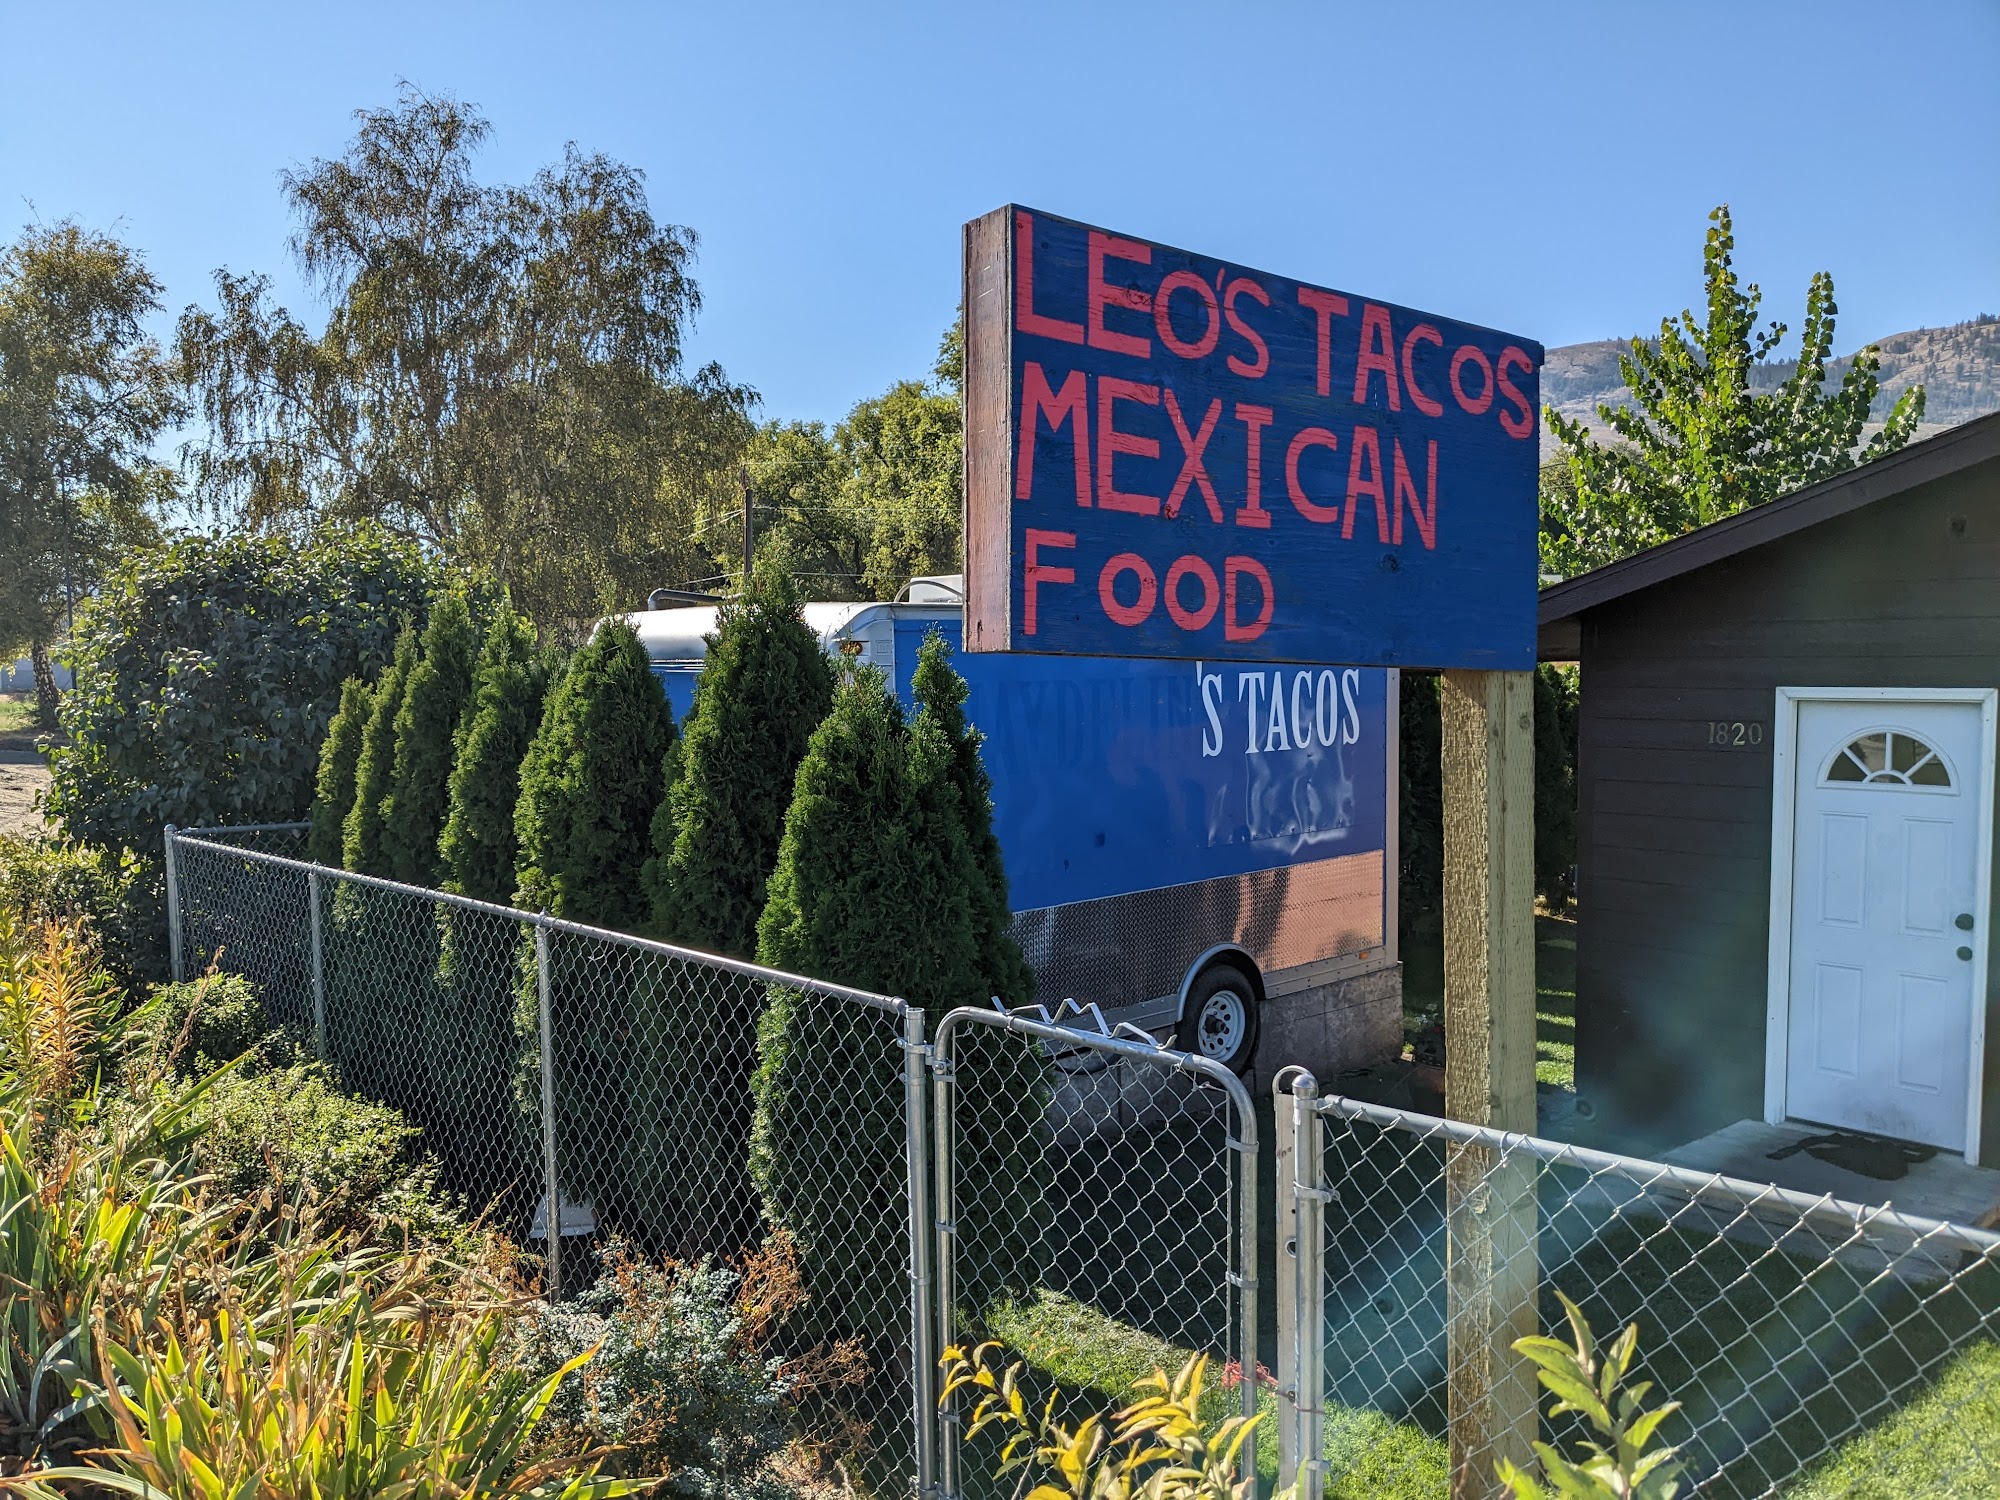 LEO'S TACOS
MEXICAN
FOOD
'S TACOS
1820